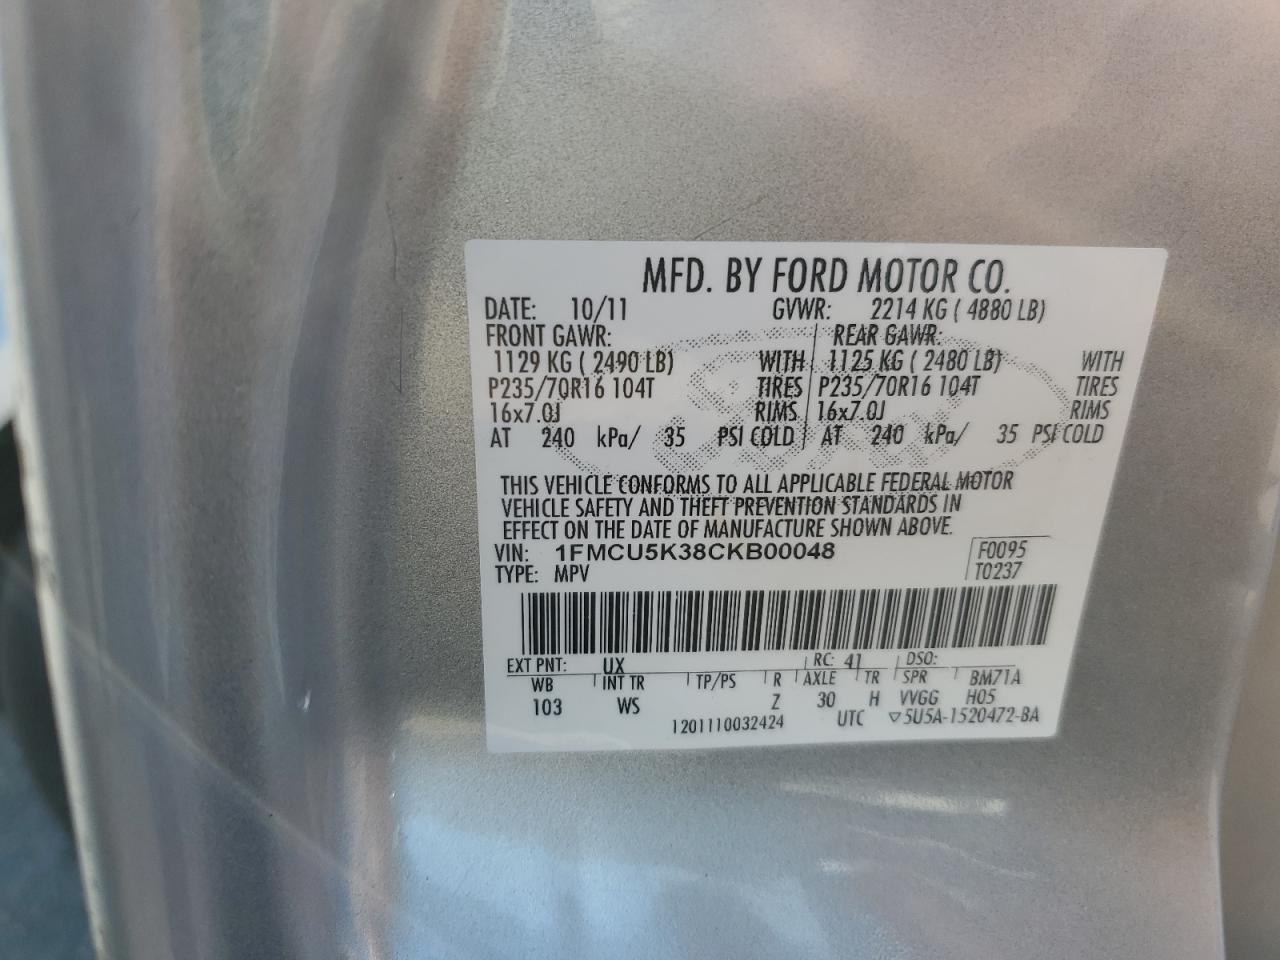 MFD. BY FORD MOTOR CO.
DATE: 10/11 GVWR: 2214 KG ( 4880 LB)
FRONT GAWR: REAR GAWR:
1129 KG ( 2490 LB) WITH 1125 KG ( 2480 LB) WITH
P235/70R16 104T TIRES P235/70R16 104T TIRES
16x7.0J RIMS 16x7.0J RIMS
AT 240 kPa/ 35 PSI COLD AT 240 kPa/ 35 PSI COLD
THIS VEHICLE CONFORMS TO ALL APPLICABLE FEDERAL MOTOR
VEHICLE SAFETY AND THEFT PREVENTION STANDARDS IN
EFFECT ON THE DATE OF MANUFACTURE SHOWN ABOVE.
VIN: 1FMCU5K38CKB00048 F0095
TYPE: MPV T0237
EXT PNT: UX RC: 41 DSO:
WB INT TR TP/PS R AXLE TR SPR BM71A
103 WS Z 30 H VVGG H05
1201110032424 UTC ▽5U5A-1520472-BA